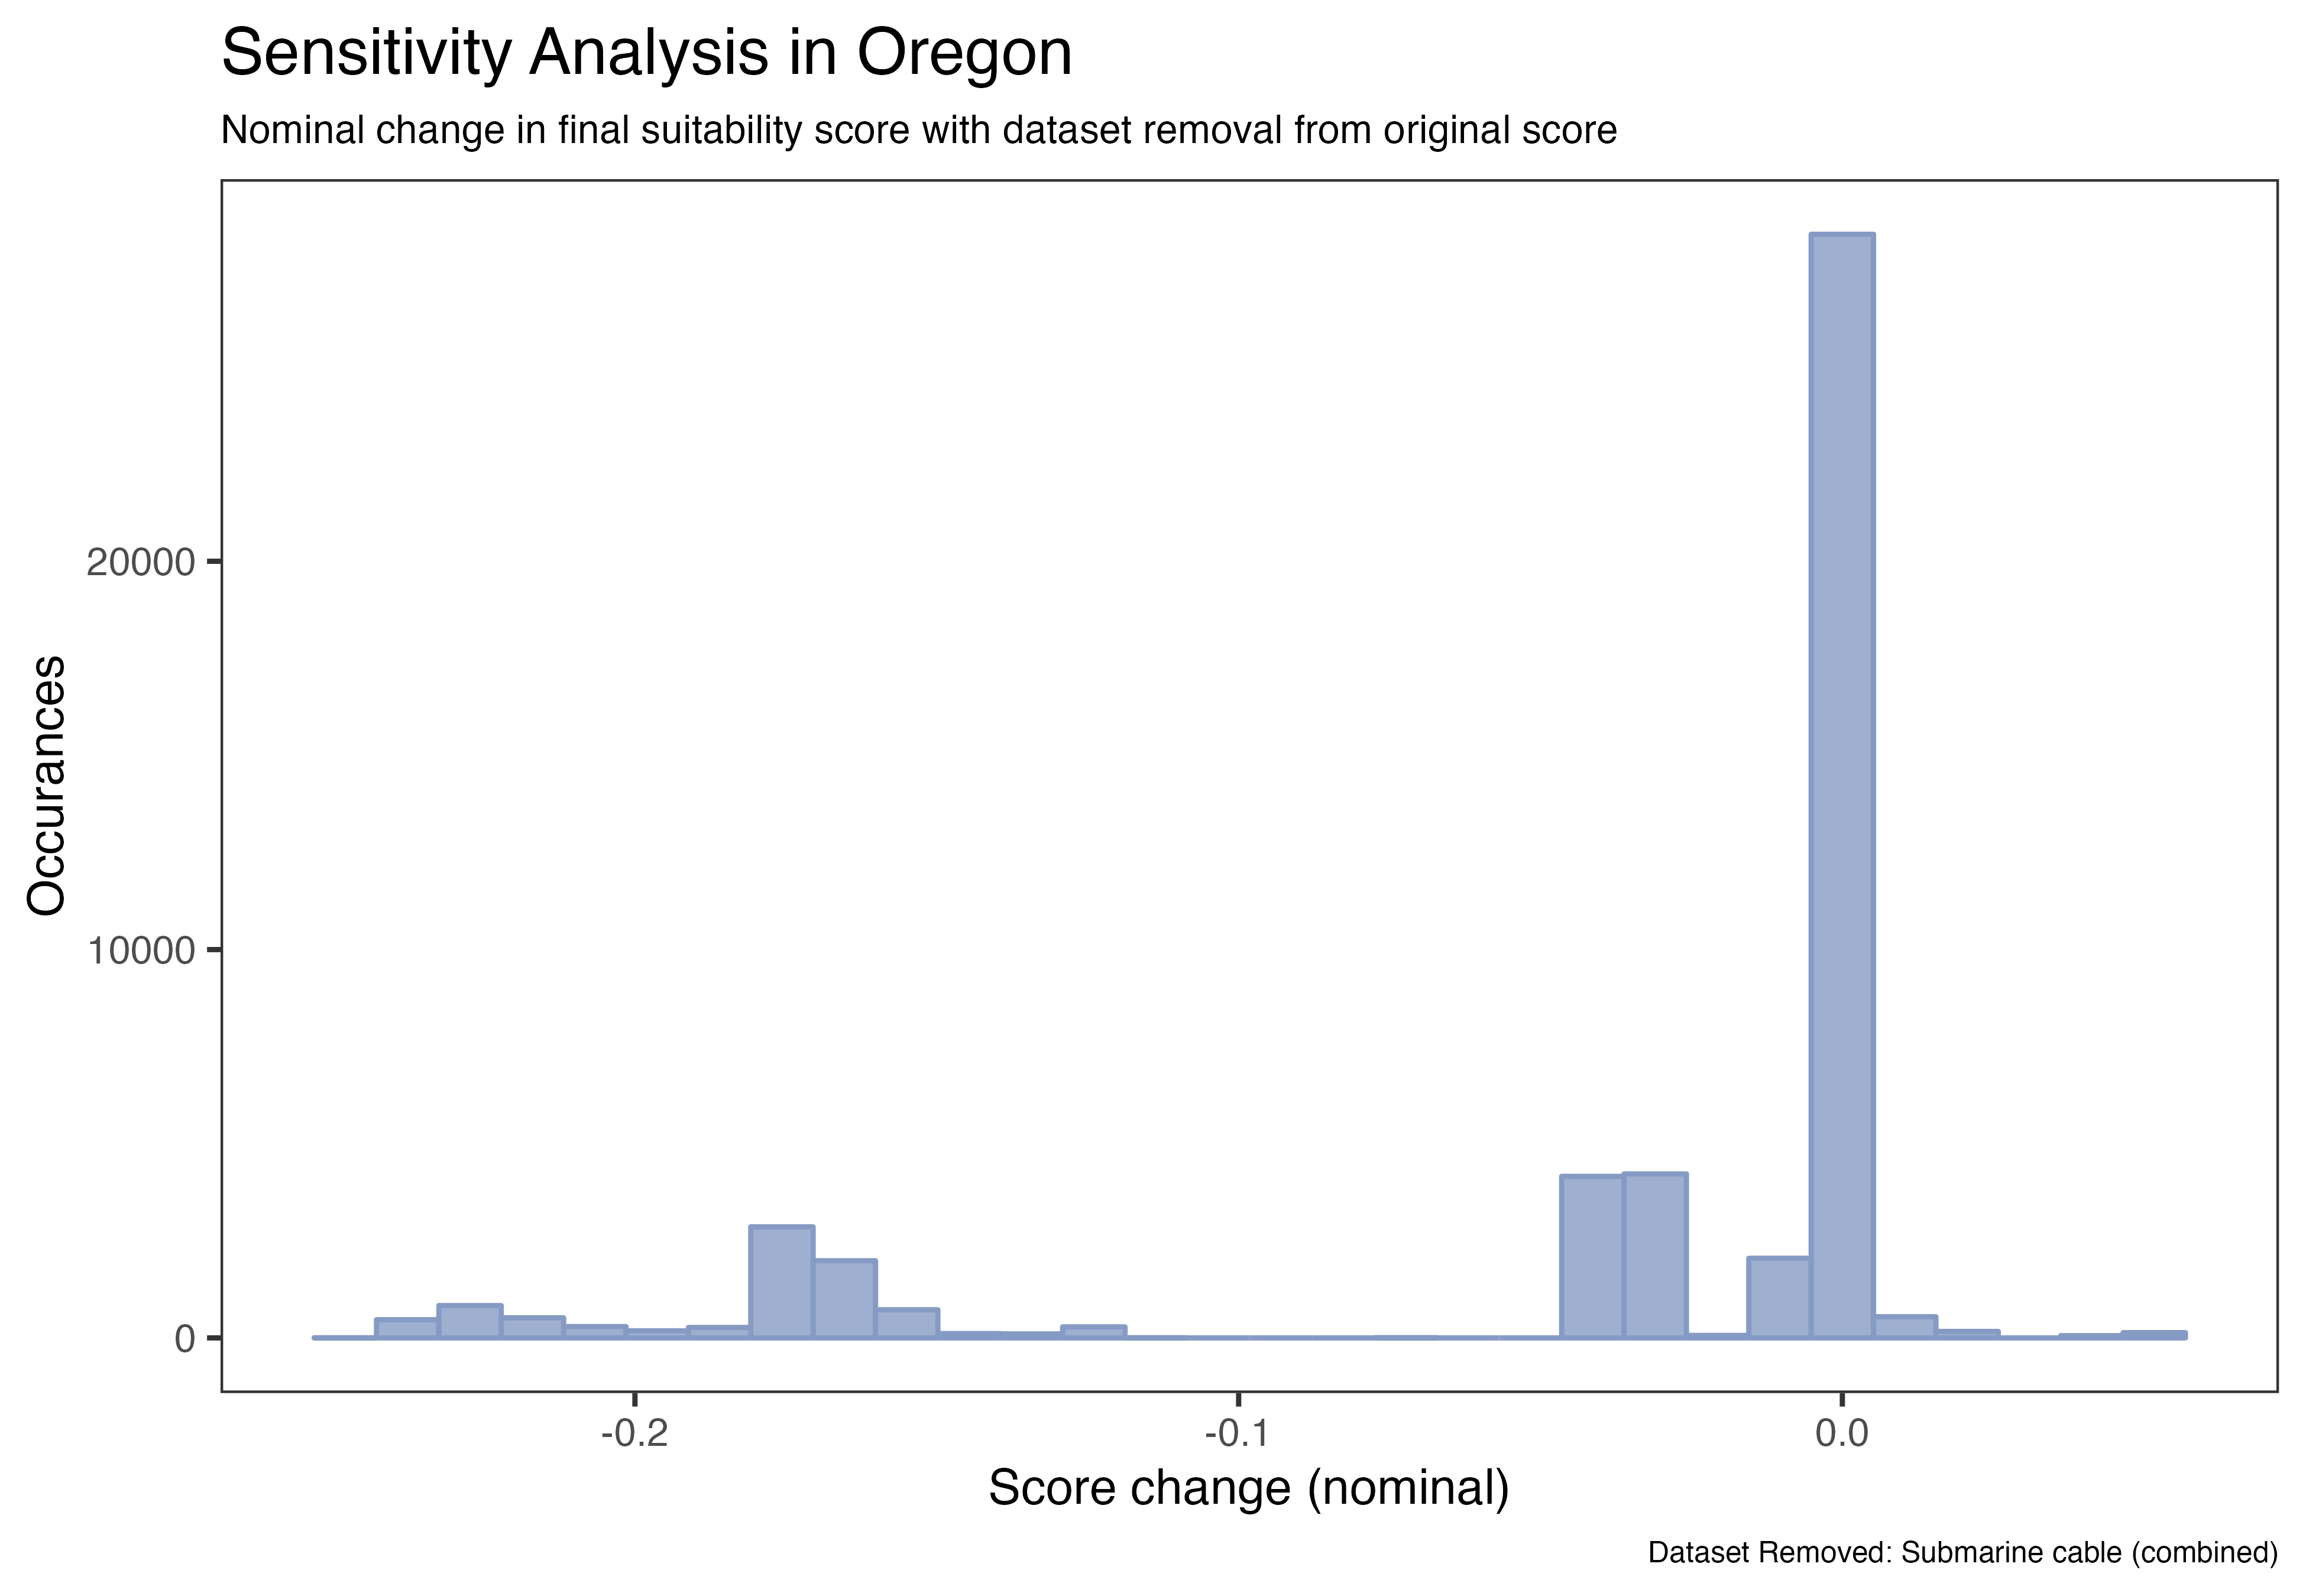 Sensitivity Analysis in Oregon
Nominal change in final suitability score with dataset removal from original score
Occurances
20000
10000
0
-0.2
-0.1
0.0
Score change (nominal)
Dataset Removed: Submarine cable (combined)